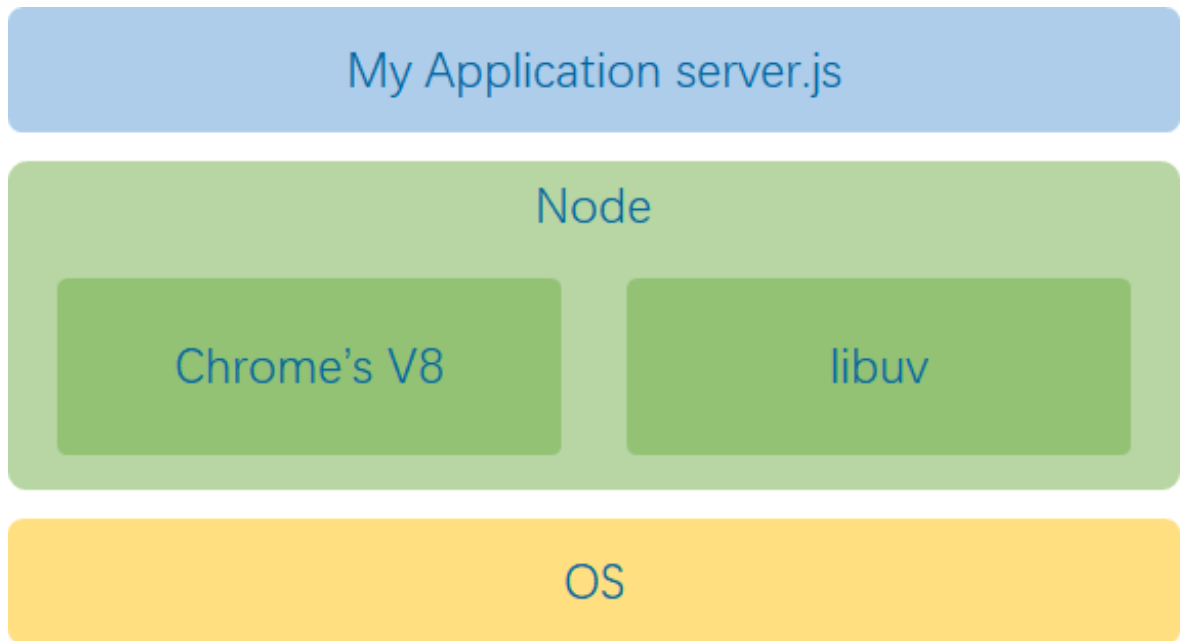 My Application server.js
Node
Chrome’s V8
libuv
OS